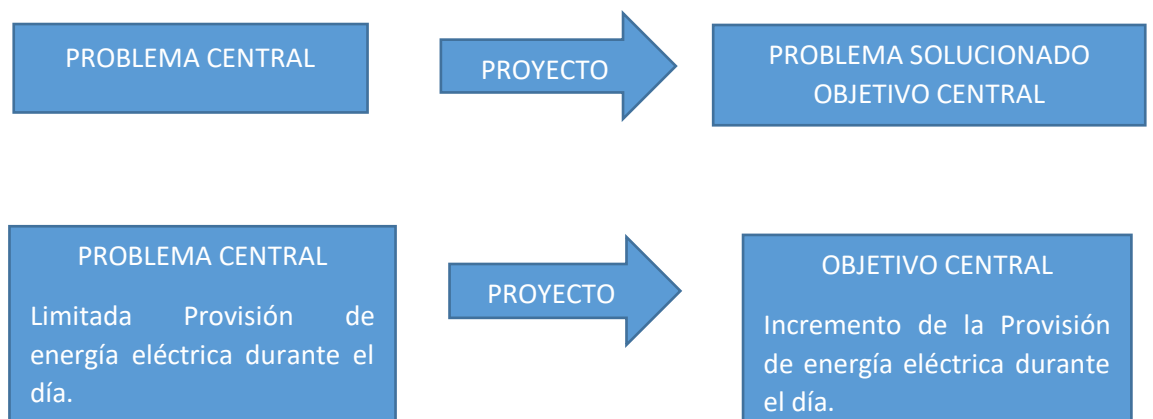 PROBLEMA CENTRAL
PROYECTO
PROBLEMA SOLUCIONADO
OBJETIVO CENTRAL
PROBLEMA CENTRAL
Limitada Provisión de
energía eléctrica durante el
día.
PROYECTO
OBJETIVO CENTRAL
Incremento de la Provisión
de energía eléctrica durante
el día.